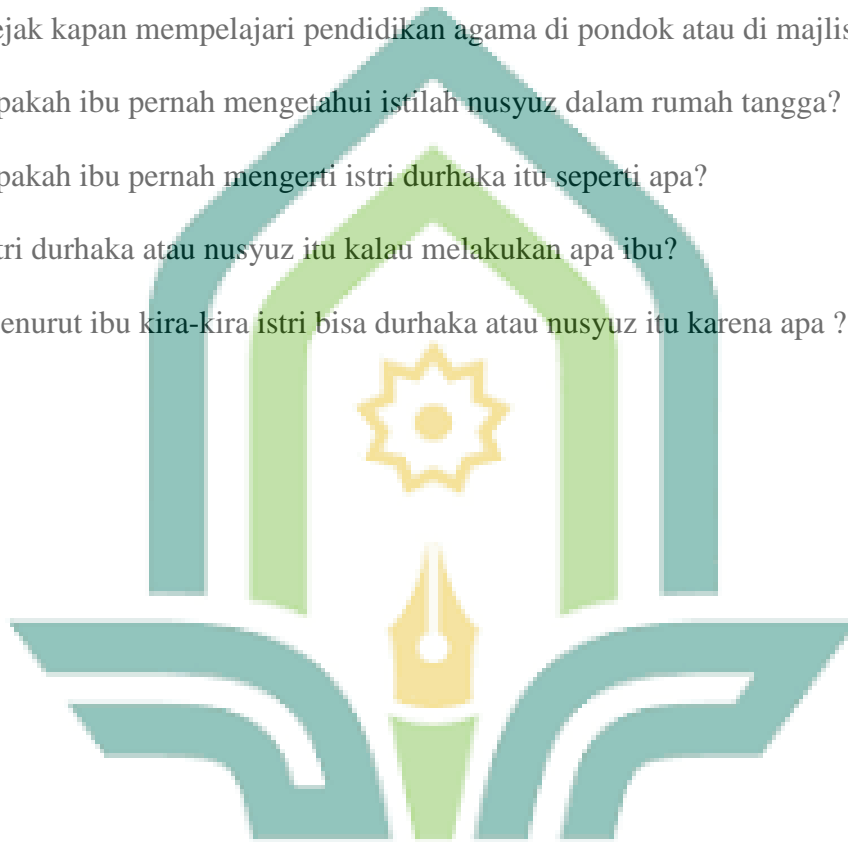 ejak kapan mempelajari pendidikan agama di pondok atau di majlis
pakah ibu pernah mengetahui istilah nusyuz dalam rumah tangga?
pakah ibu pernah mengerti istri durhaka itu seperti apa?
tri durhaka atau nusyuz itu kalau melakukan apa ibu?
enurut ibu kira-kira istri bisa durhaka atau nusyuz itu karena apa ?